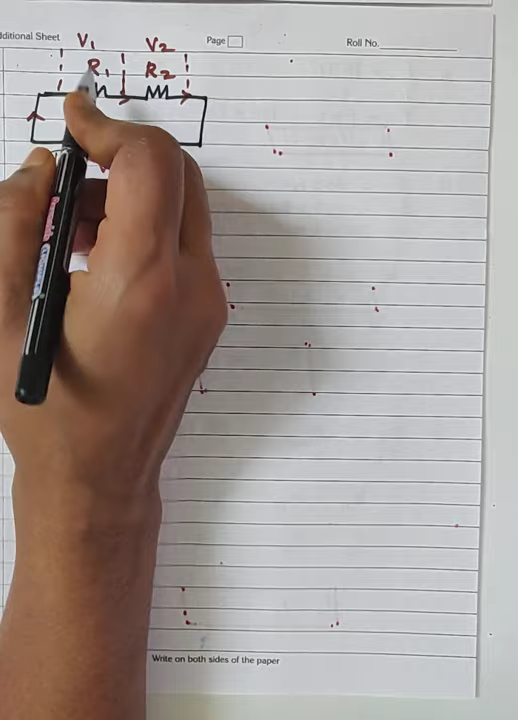 dditional Sheet
Page
Roll No.
V₁ V₂
R₁ R₂
Write on both sides of the paper